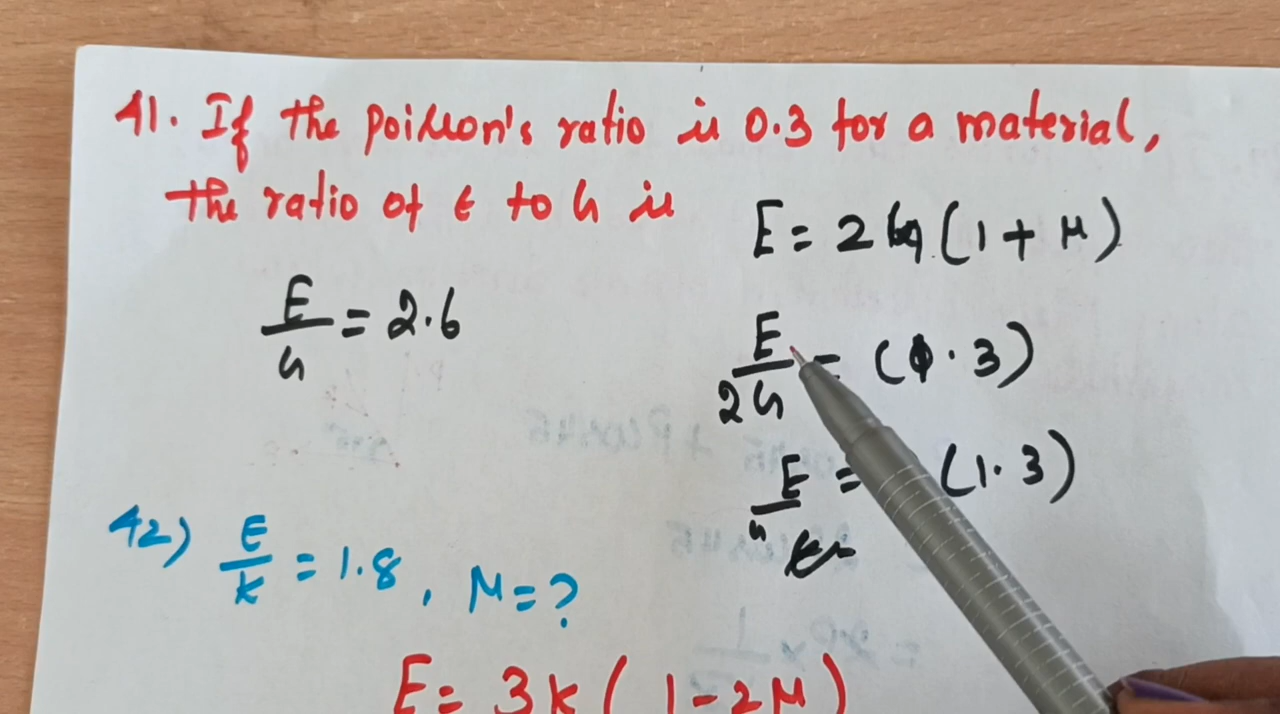 41. If the poisson's ratio is 0.3 for a material,
the ratio of E to G is
E = 2G (1 + μ)
E/G = 2.6
E/2G = (1.3)
E/G = (1.3)
42) E/K = 1.8, μ = ?
E = 3K (1 - 2μ)